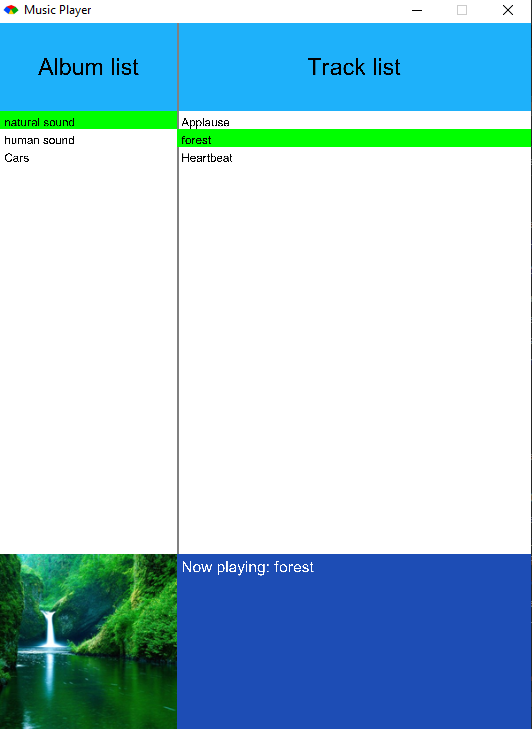 Music Player
Album list
Track list
natural sound
human sound
Cars
Applause
forest
Heartbeat
Now playing: forest